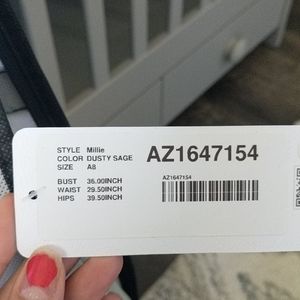 STYLE Millie
COLOR DUSTY SAGE
SIZE A8
AZ1647154
BUST 36.00INCH
WAIST 29.50INCH
HIPS 39.50INCH
AZ1647154